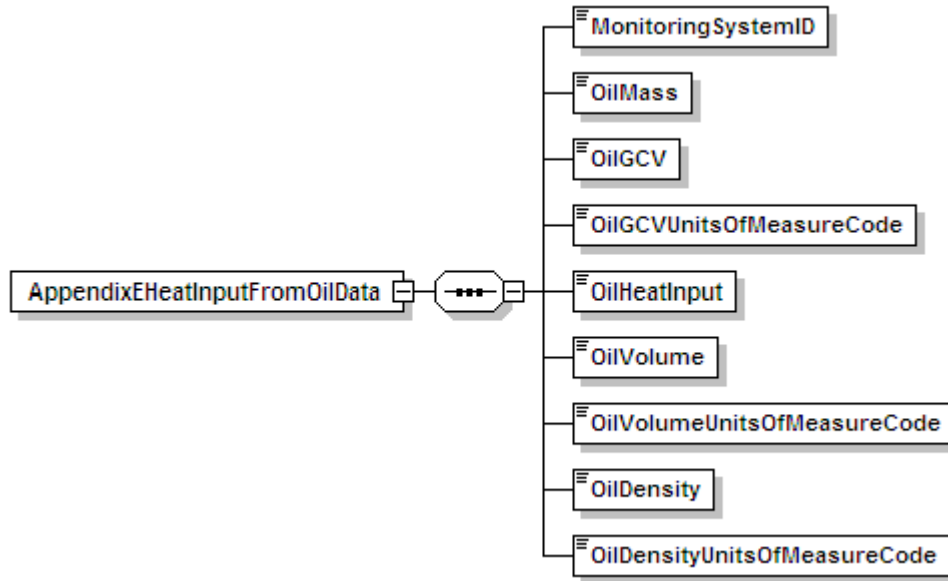 MonitoringSystemID
OilMass
OilGCV
OilGCVUnitsOfMeasureCode
AppendixEHeatInputFromOilData
OilHeatInput
OilVolume
OilVolumeUnitsOfMeasureCode
OilDensity
OilDensityUnitsOfMeasureCode